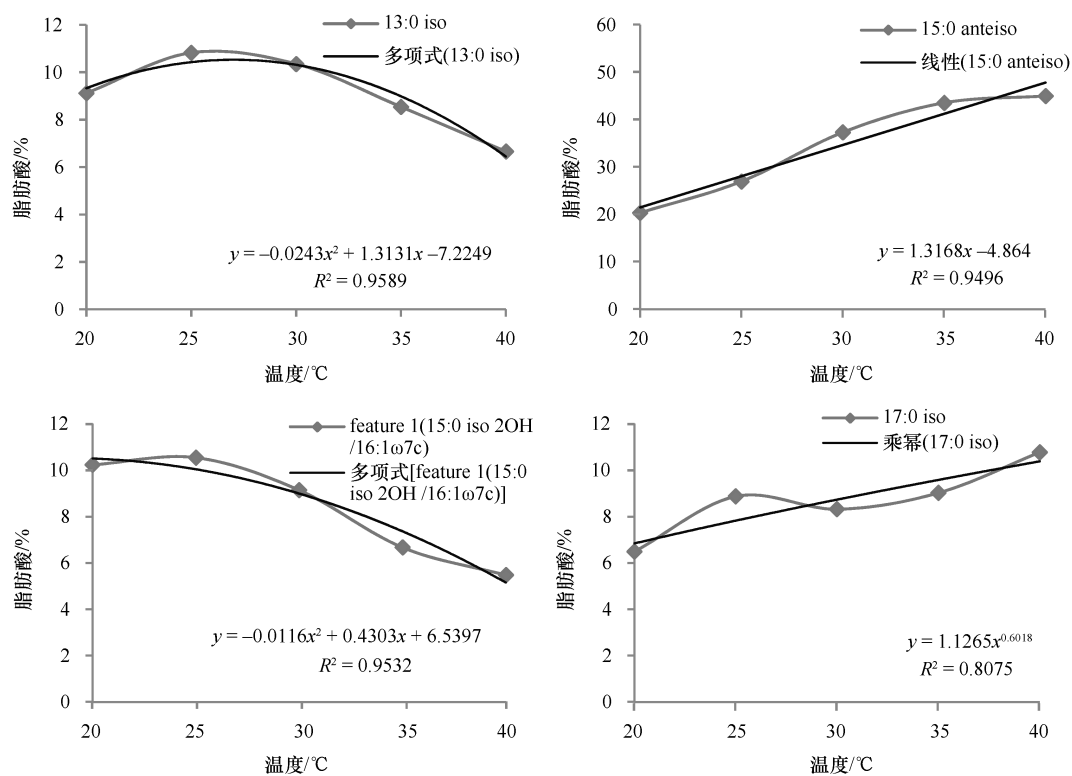 12
10
8
6
4
2
0
脂肪酸/%
13:0 iso
多项式(13:0 iso)
y = –0.0243x² + 1.3131x –7.2249
R² = 0.9589
20 25 30 35 40
温度/℃
60
50
40
30
20
10
0
脂肪酸/%
15:0 anteiso
线性(15:0 anteiso)
y = 1.3168x –4.864
R² = 0.9496
20 25 30 35 40
温度/℃
12
10
8
6
4
2
0
脂肪酸/%
feature 1(15:0 iso 2OH
/16:1ω7c)
多项式[feature 1(15:0
iso 2OH /16:1ω7c)]
y = –0.0116x² + 0.4303x + 6.5397
R² = 0.9532
20 25 30 35 40
温度/℃
12
10
8
6
4
2
0
脂肪酸/%
17:0 iso
乘幂(17:0 iso)
y = 1.1265x⁰·⁶⁰¹⁸
R² = 0.8075
20 25 30 35 40
温度/℃